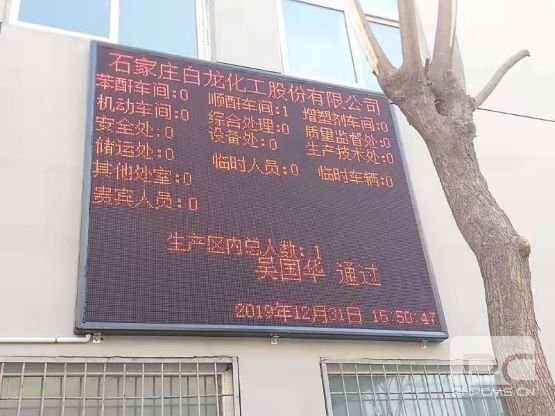 石家庄白龙化工股份有限公司
苯酐车间:0 顺酐车间:1 增塑剂车间:0
机动车间:0 综合处理:0 质量监督处:0
安全处:0 设备处:0 生产技术处:0
储运处:0 临时人员:0 临时车辆:0
其他处室:0
贵宾人员:0
生产区内总人数:1
吴国华 通过
2019年12月31日 15:50:47